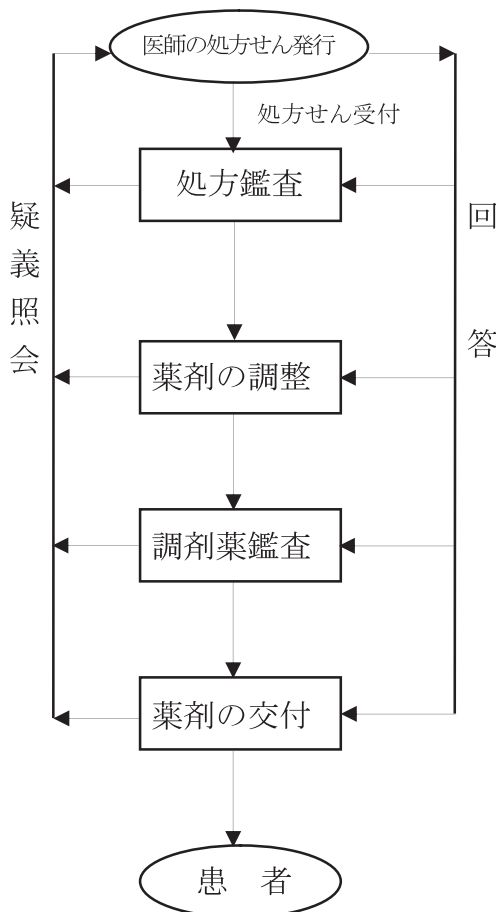 医師の処方せん発行
処方せん受付
処方鑑査
疑義照会
回答
薬剤の調整
調剤薬鑑査
薬剤の交付
患 者